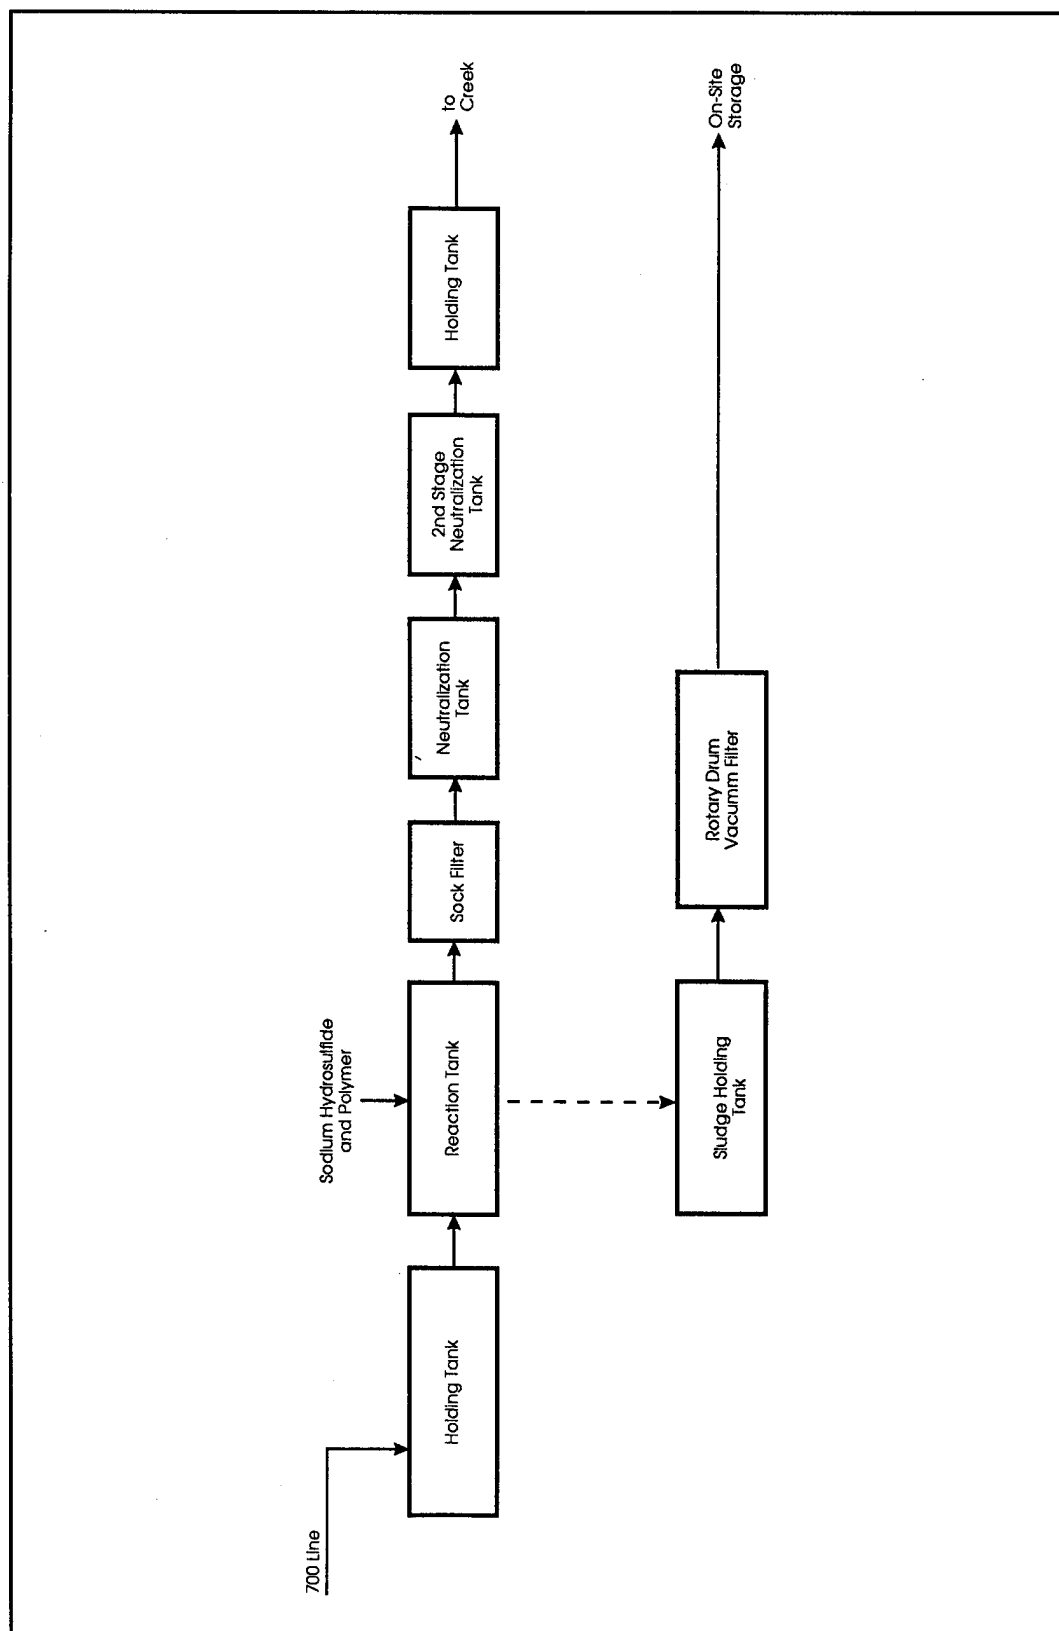 700 Line
Holding Tank
Sodium Hydrosulfide
and Polymer
Reaction Tank
Sock Filter
Neutralization
Tank
2nd Stage
Neutralization
Tank
Holding Tank
to
Creek
Sludge Holding
Tank
Rotary Drum
Vacumm Filter
On-Site
Storage